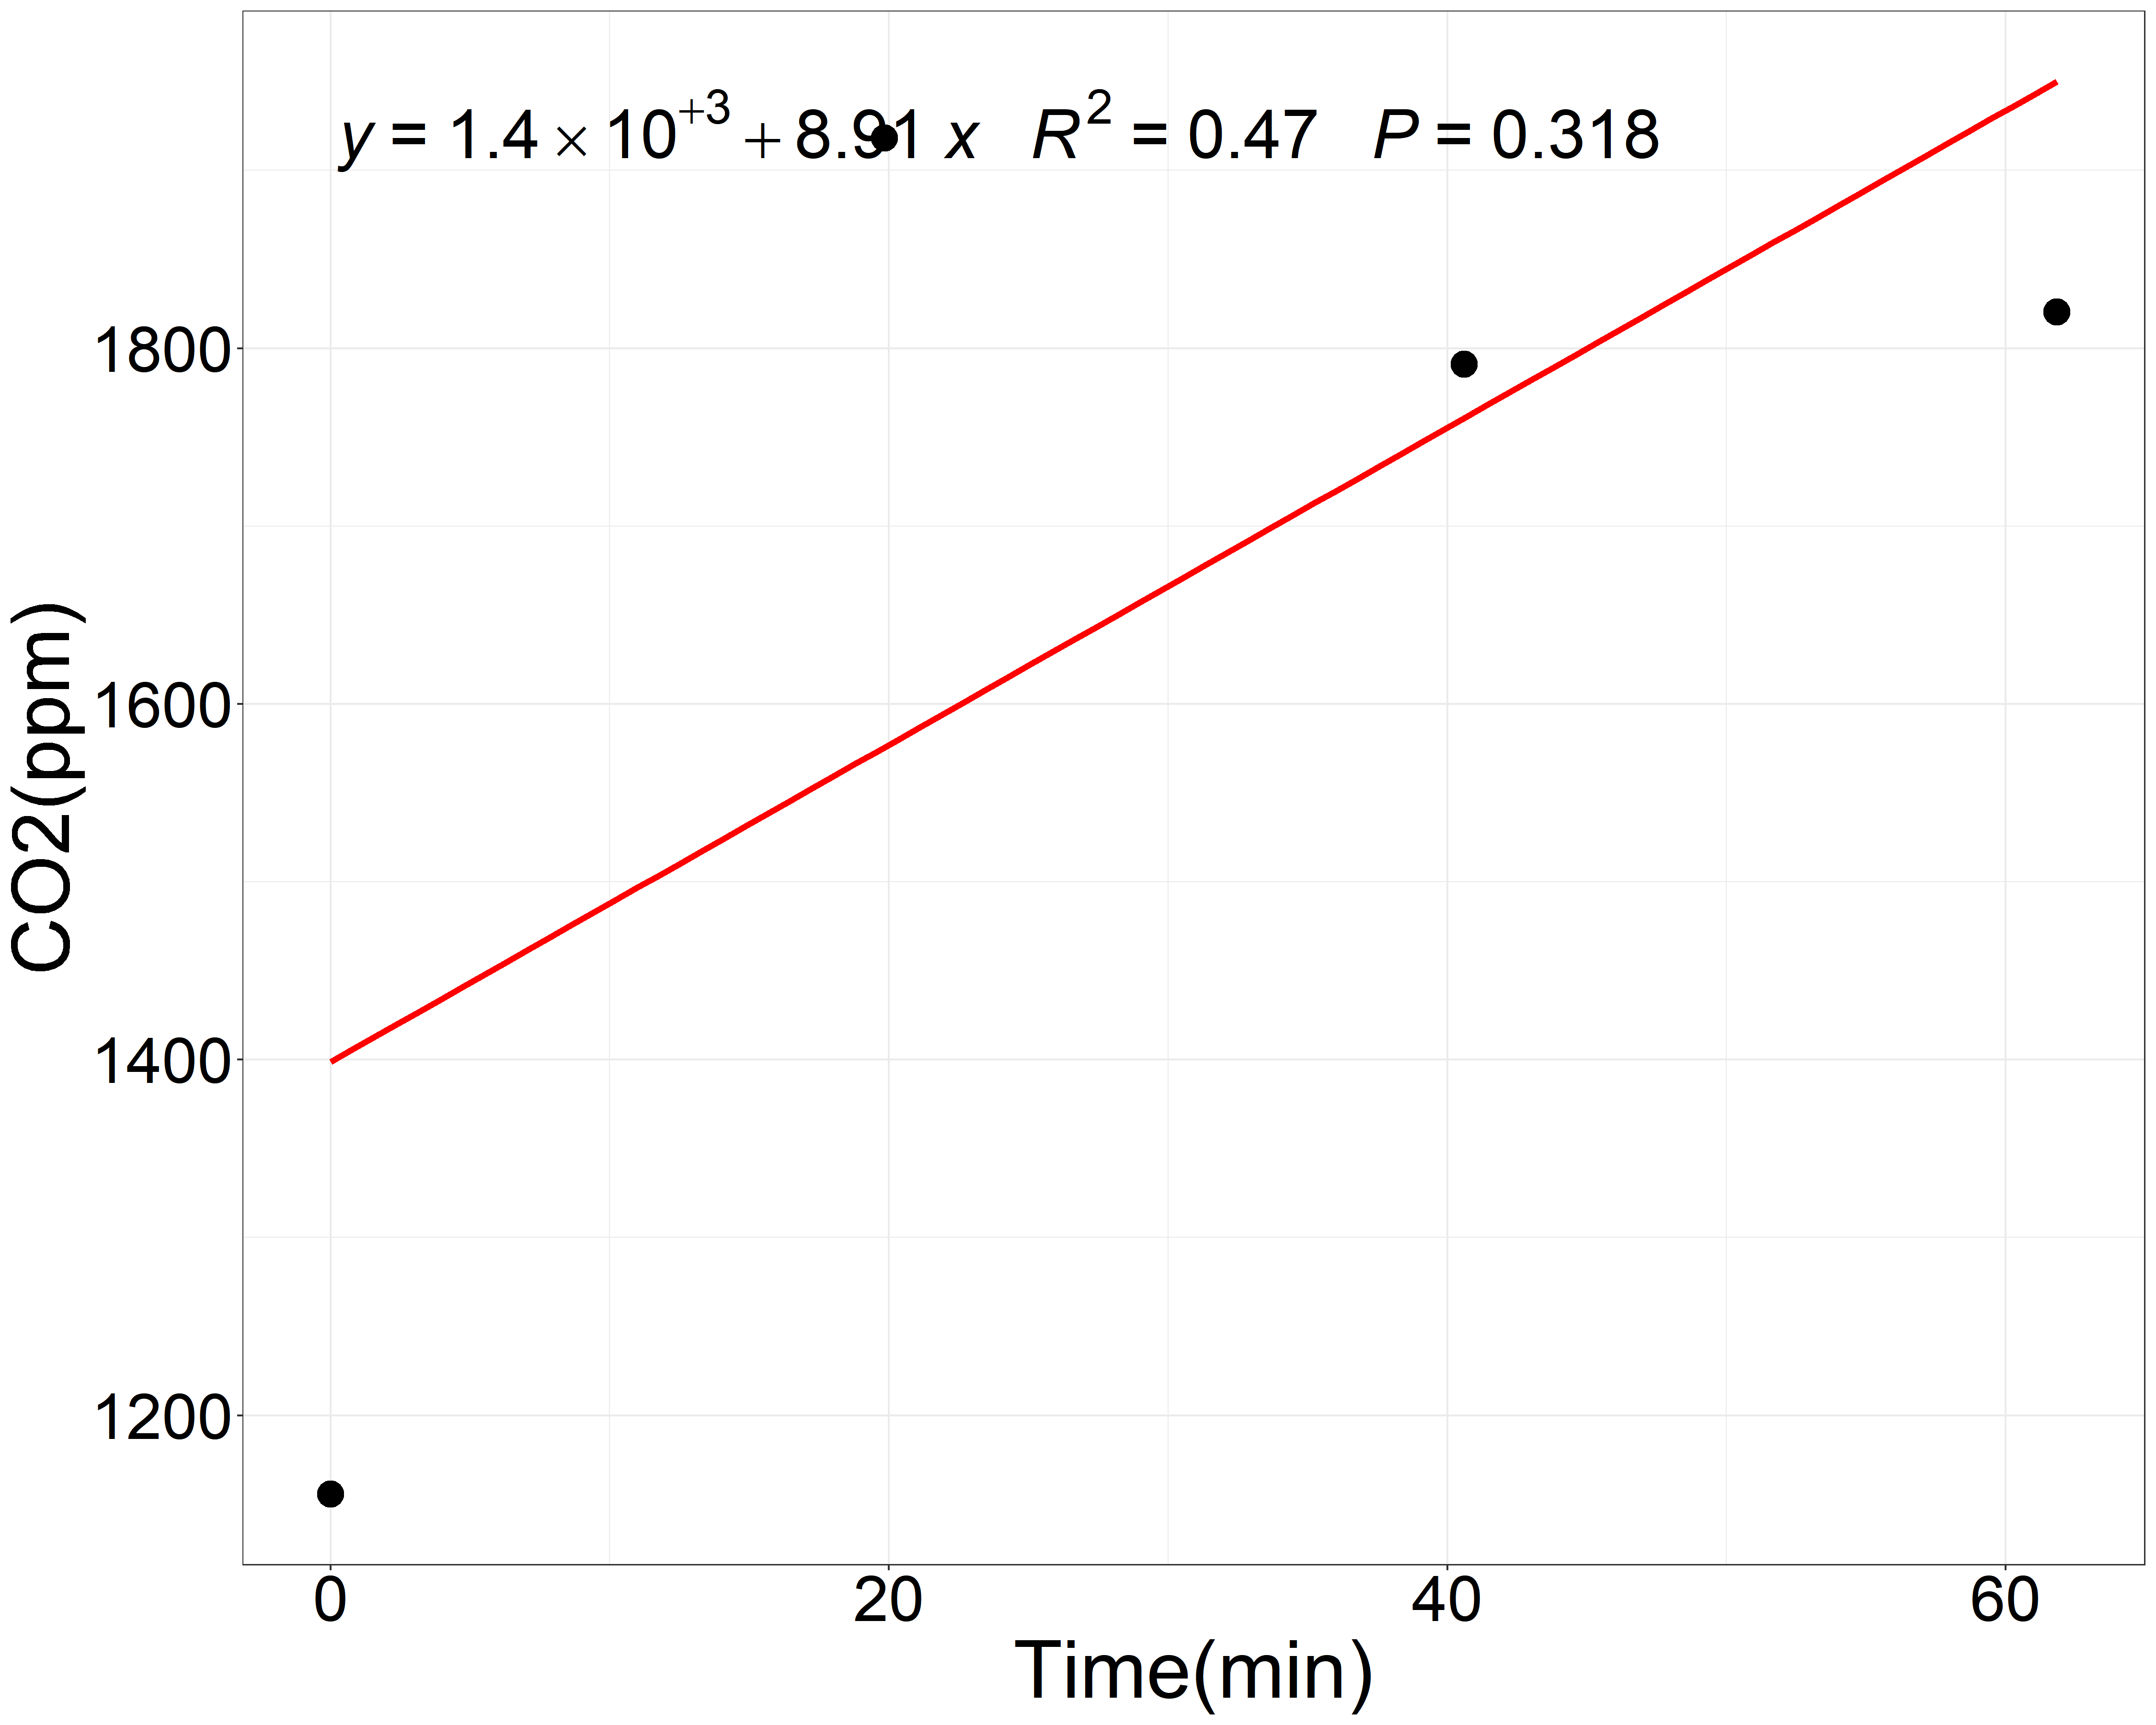 y = 1.4 × 10⁺³ + 8.91 x R² = 0.47 P = 0.318
1800
1600
1400
1200
CO2(ppm)
0 20 40 60
Time(min)